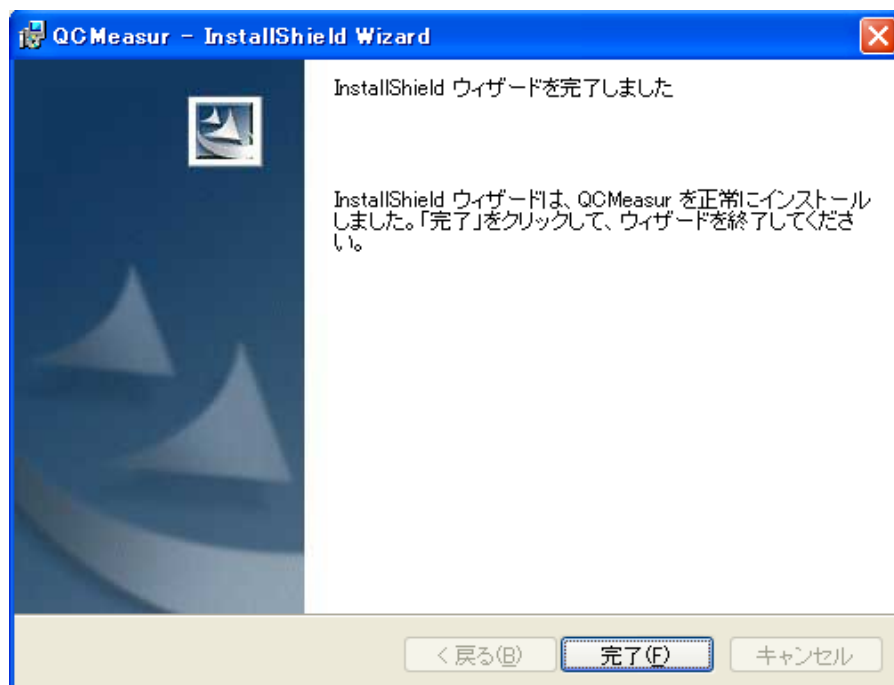 QCMeasur - InstallShield Wizard
InstallShield ウィザードを完了しました
InstallShield ウィザードは、QCMeasur を正常にインストール
しました。「完了」をクリックして、ウィザードを終了してくださ
い。
< 戻る(B)
完了(F)
キャンセル